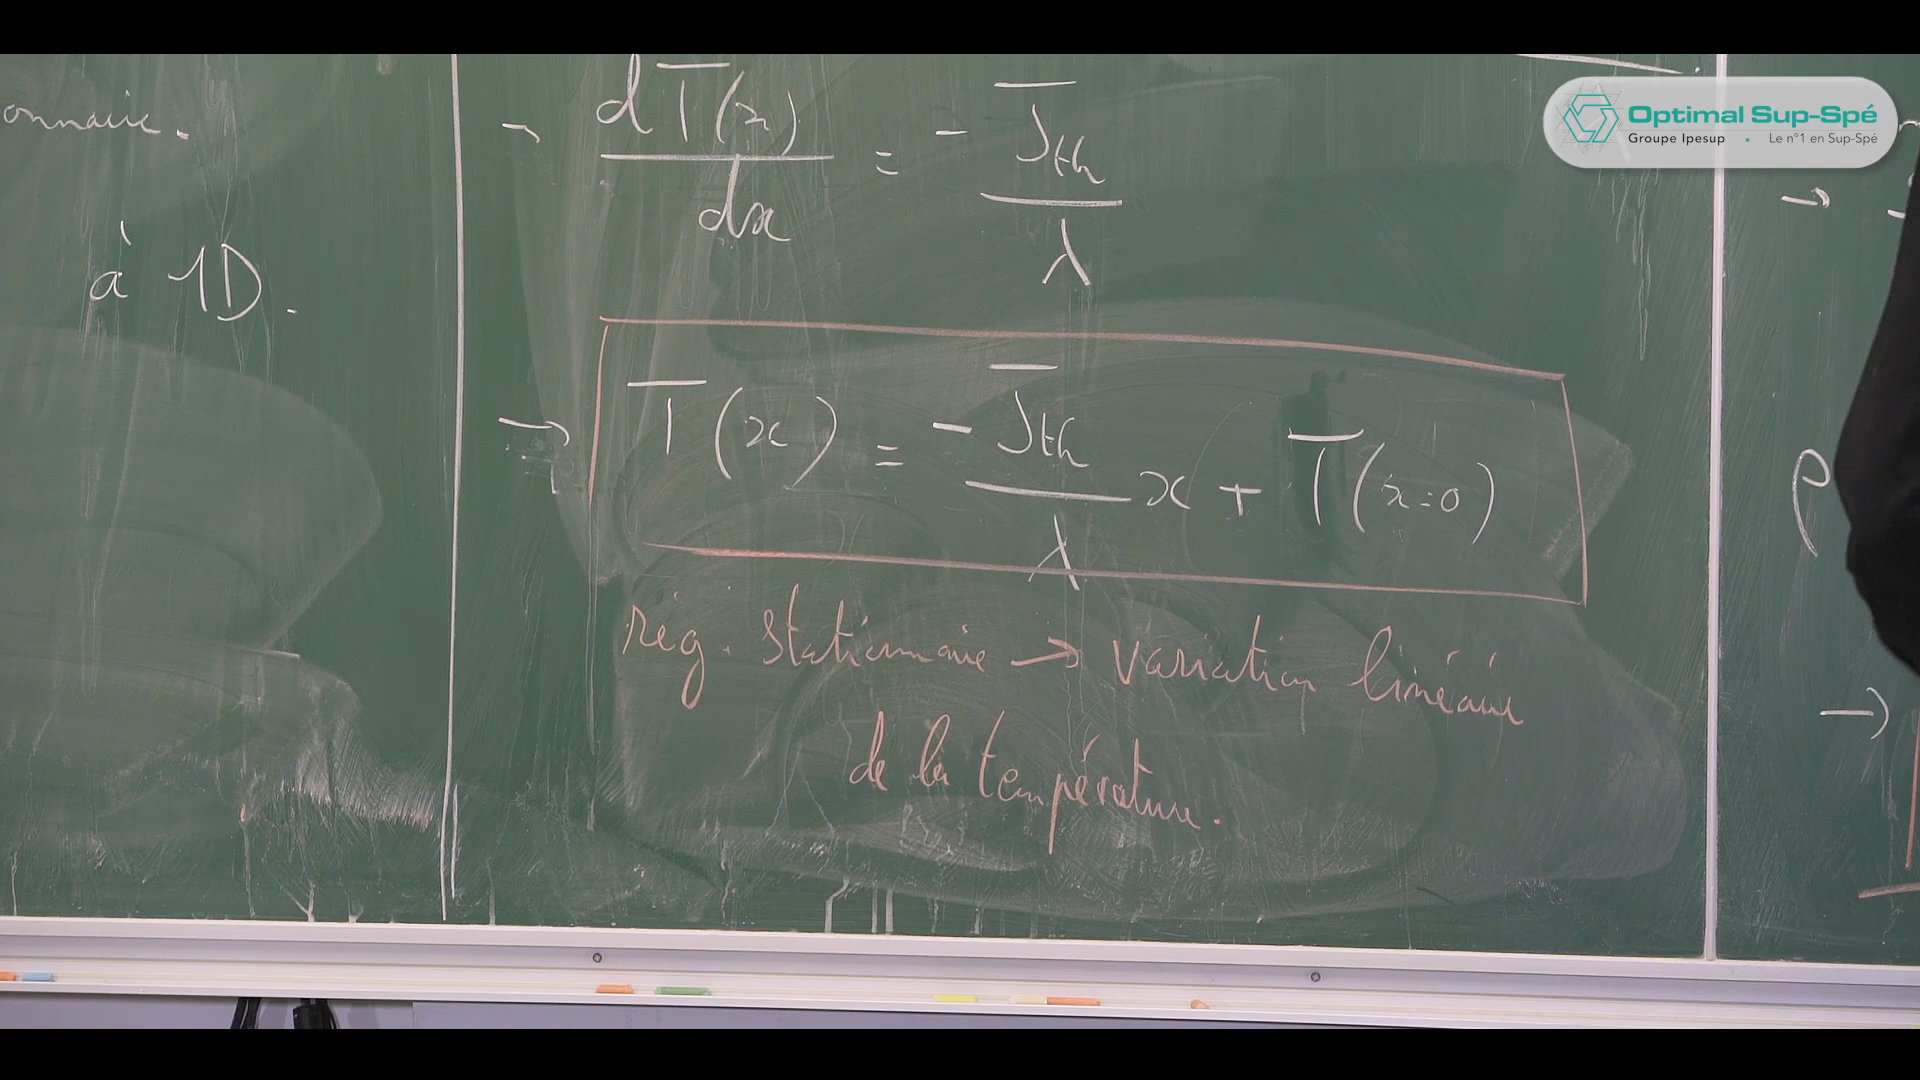 onnaire.
à 1D.
→ dT̅(x)/dx = - J̅th/λ
→ T̅(x) = - J̅th/λ x + T̅(x=0)
rég. stationnaire → variation linéaire
de la température.
Optimal Sup-Spé
Groupe Ipesup · Le n°1 en Sup-Spé
→
ρ
→